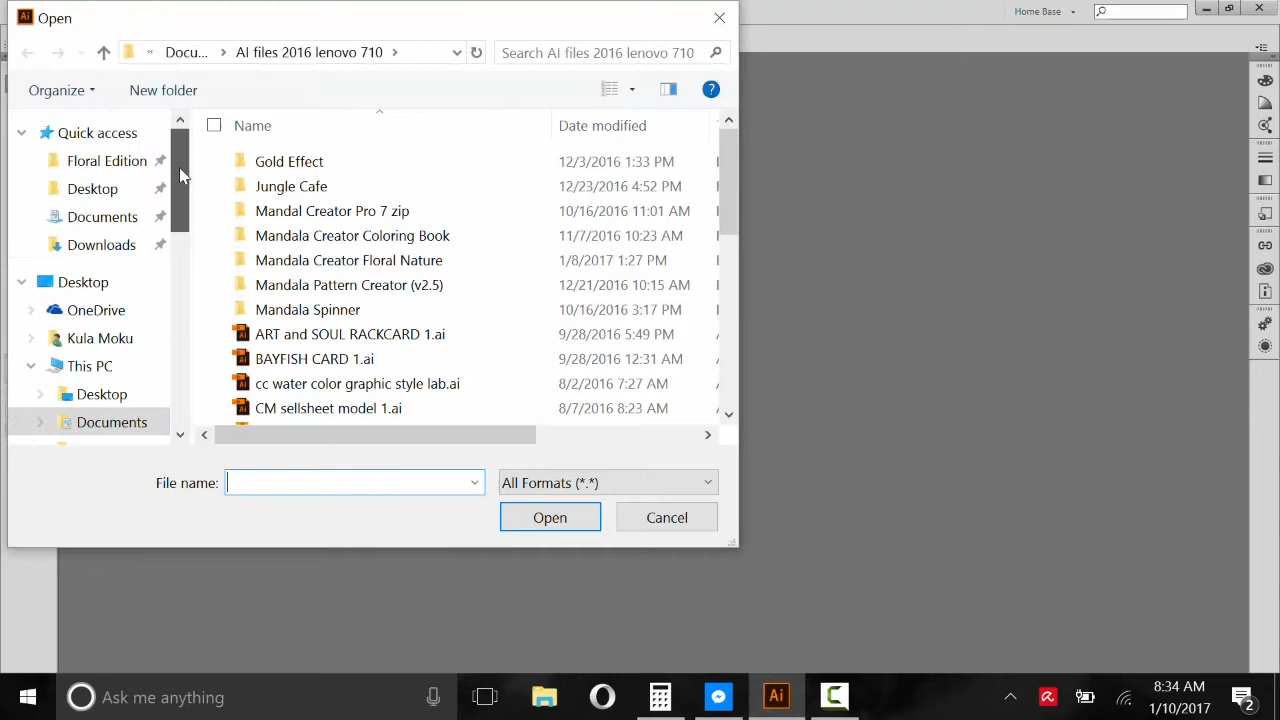 Ai Open
Home Base
« Docu... > AI files 2016 lenovo 710 >
Search AI files 2016 lenovo 710
Organize
New folder
?
Name
Date modified
Quick access
Floral Edition
Desktop
Documents
Downloads
Desktop
OneDrive
Kula Moku
This PC
Desktop
Documents
Gold Effect 12/3/2016 1:33 PM
Jungle Cafe 12/23/2016 4:52 PM
Mandal Creator Pro 7 zip 10/16/2016 11:01 AM
Mandala Creator Coloring Book 11/7/2016 10:23 AM
Mandala Creator Floral Nature 1/8/2017 1:27 PM
Mandala Pattern Creator (v2.5) 12/21/2016 10:15 AM
Mandala Spinner 10/16/2016 3:17 PM
ART and SOUL RACKCARD 1.ai 9/28/2016 5:49 PM
BAYFISH CARD 1.ai 9/28/2016 12:31 AM
cc water color graphic style lab.ai 8/2/2016 7:27 AM
CM sellsheet model 1.ai 8/7/2016 8:23 AM
File name:
All Formats (*.*)
Open
Cancel
Ask me anything
Ai
8:34 AM
1/10/2017
2